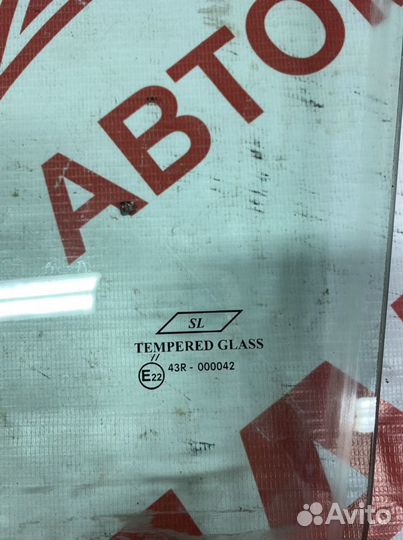 АВТО
SL
TEMPERED GLASS
//
E22 43R - 000042
Avito